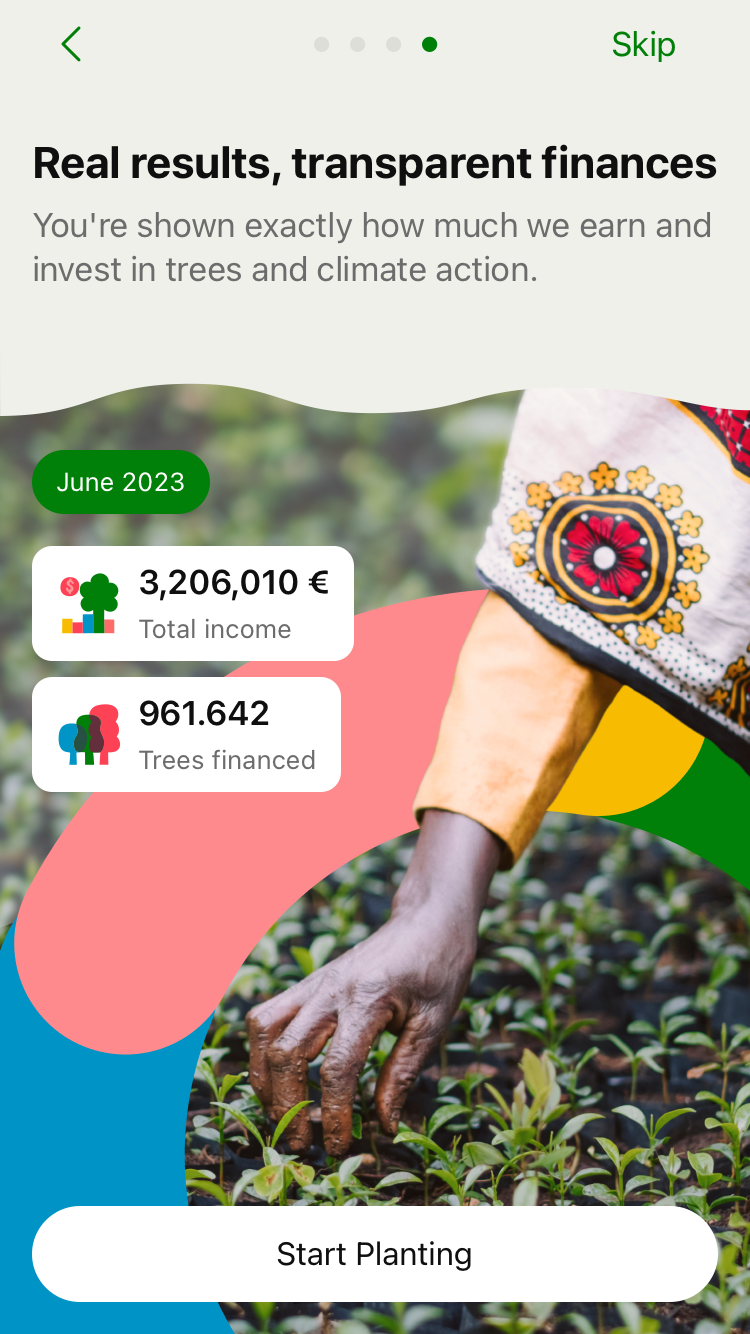 Skip
Real results, transparent finances
You're shown exactly how much we earn and
invest in trees and climate action.
June 2023
3,206,010 €
Total income
961.642
Trees financed
Start Planting